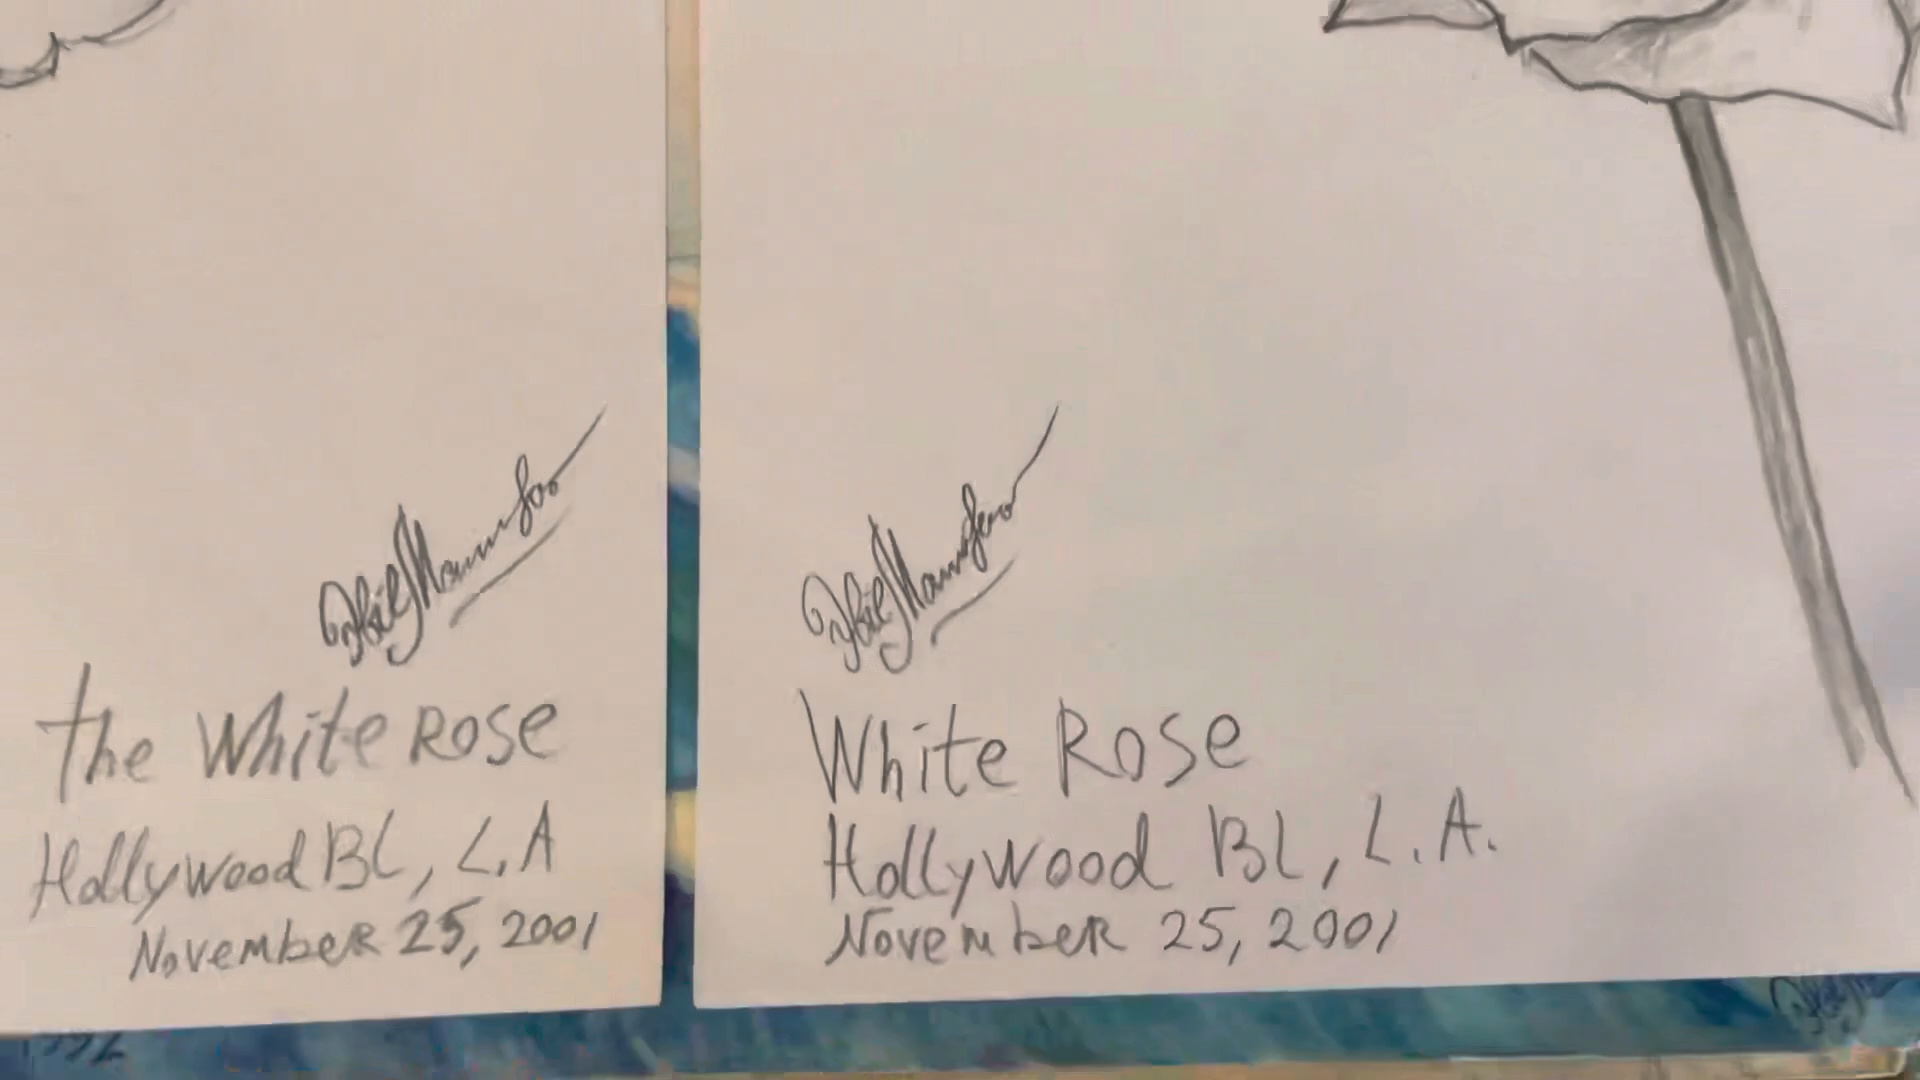 the White Rose
Hollywood BL, L.A
November 25, 2001
White Rose
Hollywood BL, L.A.
November 25, 2001